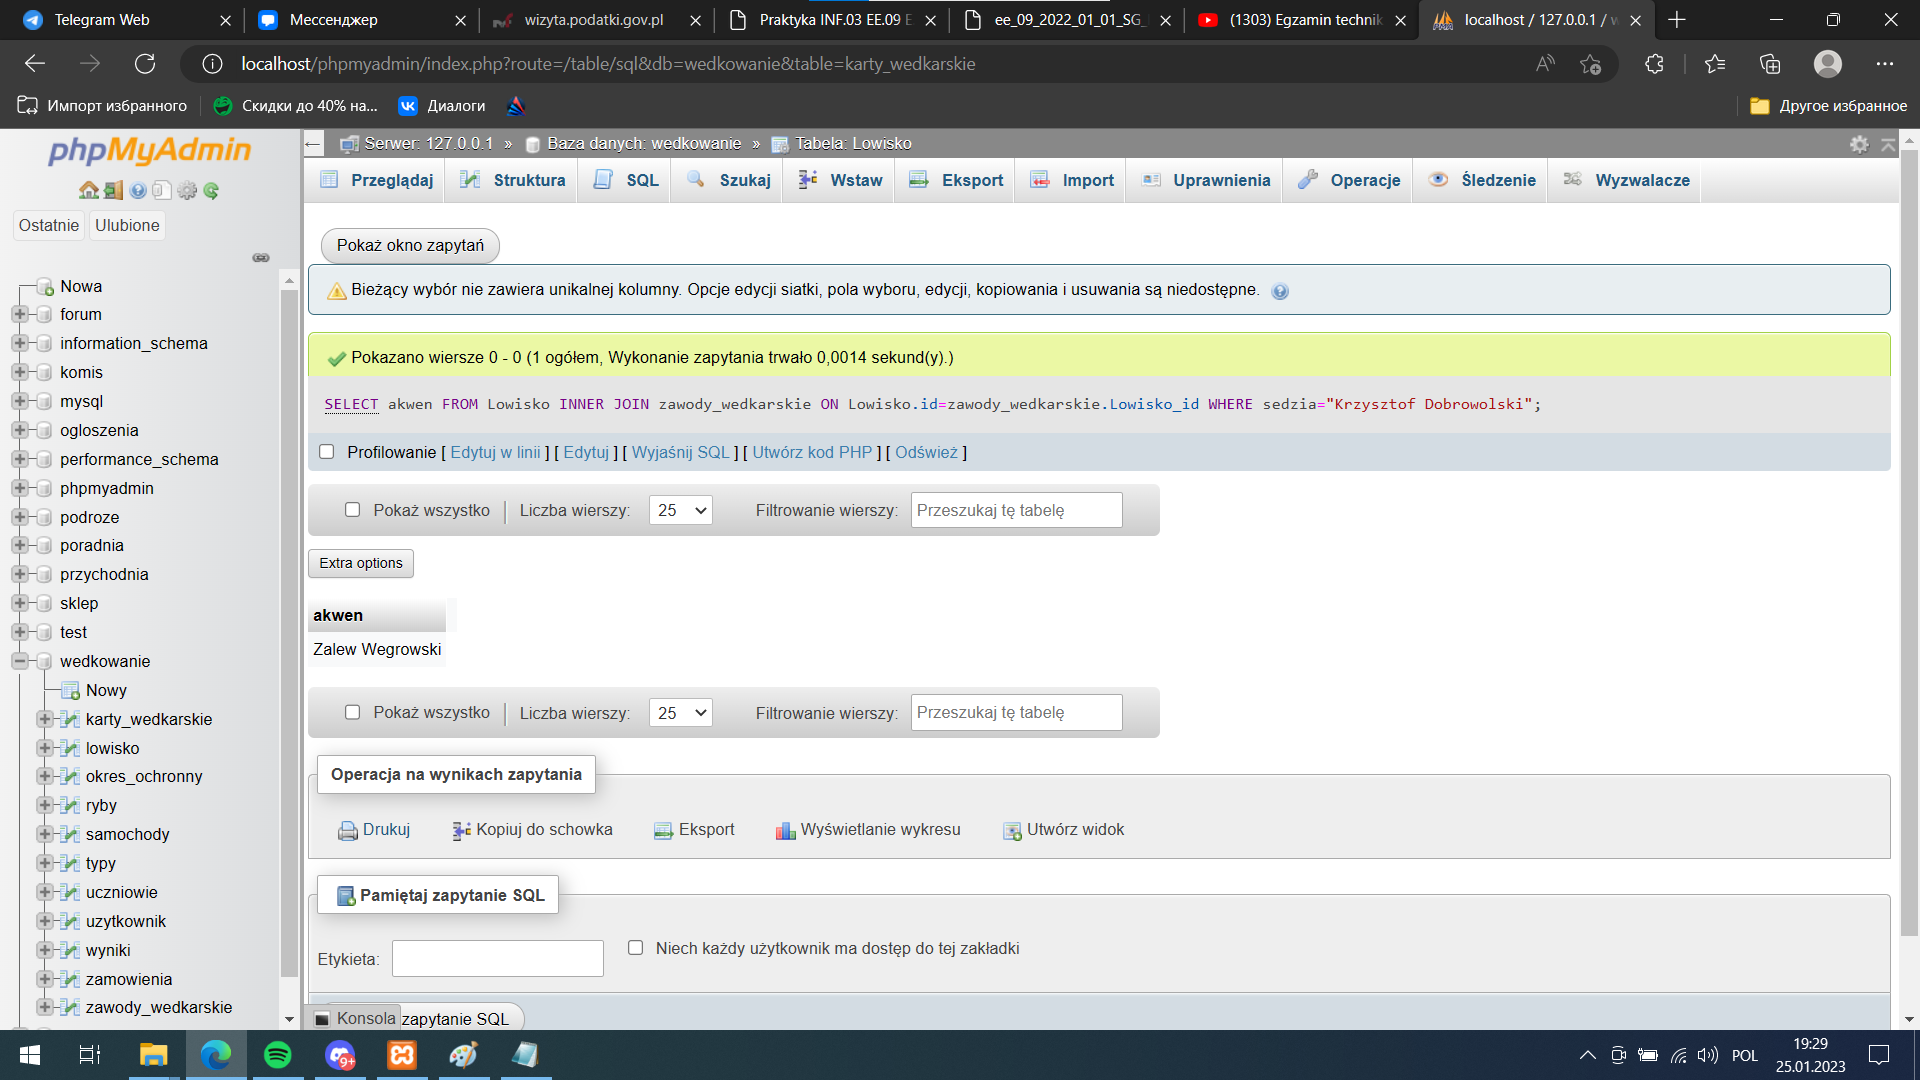 Telegram Web
Мессенджер
wizyta.podatki.gov.pl
Praktyka INF.03 EE.09 E
ee_09_2022_01_01_SG_
(1303) Egzamin technik
localhost / 127.0.0.1 / w
localhost/phpmyadmin/index.php?route=/table/sql&db=wedkowanie&table=karty_wedkarskie
Импорт избранного
Скидки до 40% на...
Диалоги
Другое избранное
phpMyAdmin
Serwer: 127.0.0.1 » Baza danych: wedkowanie » Tabela: Lowisko
Przeglądaj Struktura SQL Szukaj Wstaw Eksport Import Uprawnienia Operacje Śledzenie Wyzwalacze
Ostatnie Ulubione
Nowa
forum
information_schema
komis
mysql
ogloszenia
performance_schema
phpmyadmin
podroze
poradnia
przychodnia
sklep
test
wedkowanie
Nowy
karty_wedkarskie
lowisko
okres_ochronny
ryby
samochody
typy
uczniowie
uzytkownik
wyniki
zamowienia
zawody_wedkarskie
Pokaż okno zapytań
Bieżący wybór nie zawiera unikalnej kolumny. Opcje edycji siatki, pola wyboru, edycji, kopiowania i usuwania są niedostępne.
Pokazano wiersze 0 - 0 (1 ogółem, Wykonanie zapytania trwało 0,0014 sekund(y).)
SELECT akwen FROM Lowisko INNER JOIN zawody_wedkarskie ON Lowisko.id=zawody_wedkarskie.Lowisko_id WHERE sedzia="Krzysztof Dobrowolski";
Profilowanie [ Edytuj w linii ] [ Edytuj ] [ Wyjaśnij SQL ] [ Utwórz kod PHP ] [ Odśwież ]
Pokaż wszystko Liczba wierszy: 25 Filtrowanie wierszy: Przeszukaj tę tabelę
Extra options
akwen
Zalew Wegrowski
Pokaż wszystko Liczba wierszy: 25 Filtrowanie wierszy: Przeszukaj tę tabelę
Operacja na wynikach zapytania
Drukuj Kopiuj do schowka Eksport Wyświetlanie wykresu Utwórz widok
Pamiętaj zapytanie SQL
Etykieta: Niech każdy użytkownik ma dostęp do tej zakładki
Konsola zapytanie SQL
9+
POL
19:29
25.01.2023